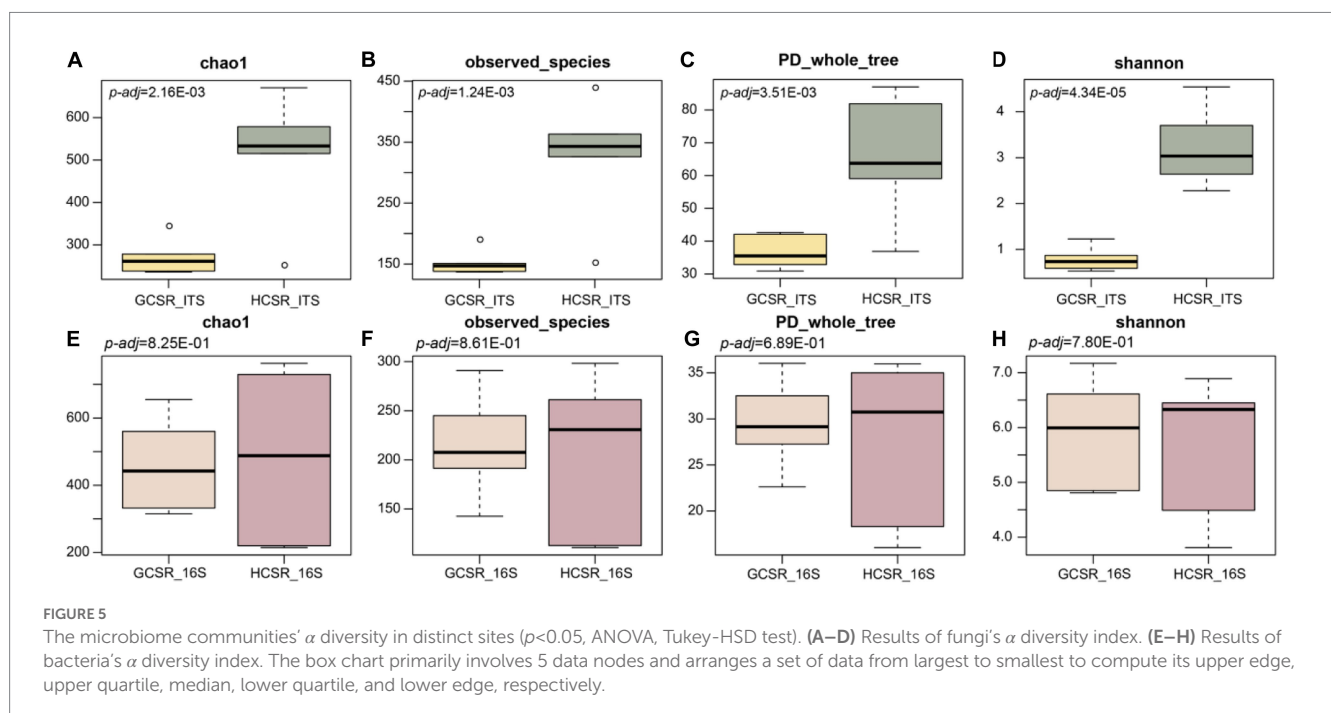 A chao1
p-adj=2.16E-03
600
500
400
300
GCSR_ITS HCSR_ITS
B observed_species
p-adj=1.24E-03
450
350
250
150
GCSR_ITS HCSR_ITS
C PD_whole_tree
p-adj=3.51E-03
80
70
60
50
40
30
GCSR_ITS HCSR_ITS
D shannon
p-adj=4.34E-05
4
3
2
1
GCSR_ITS HCSR_ITS
E chao1
p-adj=8.25E-01
600
400
200
GCSR_16S HCSR_16S
F observed_species
p-adj=8.61E-01
300
250
200
150
GCSR_16S HCSR_16S
G PD_whole_tree
p-adj=6.89E-01
35
30
25
20
GCSR_16S HCSR_16S
H shannon
p-adj=7.80E-01
7.0
6.0
5.0
4.0
GCSR_16S HCSR_16S
FIGURE 5
The microbiome communities’ α diversity in distinct sites (p<0.05, ANOVA, Tukey-HSD test). (A–D) Results of fungi’s α diversity index. (E–H) Results of
bacteria’s α diversity index. The box chart primarily involves 5 data nodes and arranges a set of data from largest to smallest to compute its upper edge,
upper quartile, median, lower quartile, and lower edge, respectively.